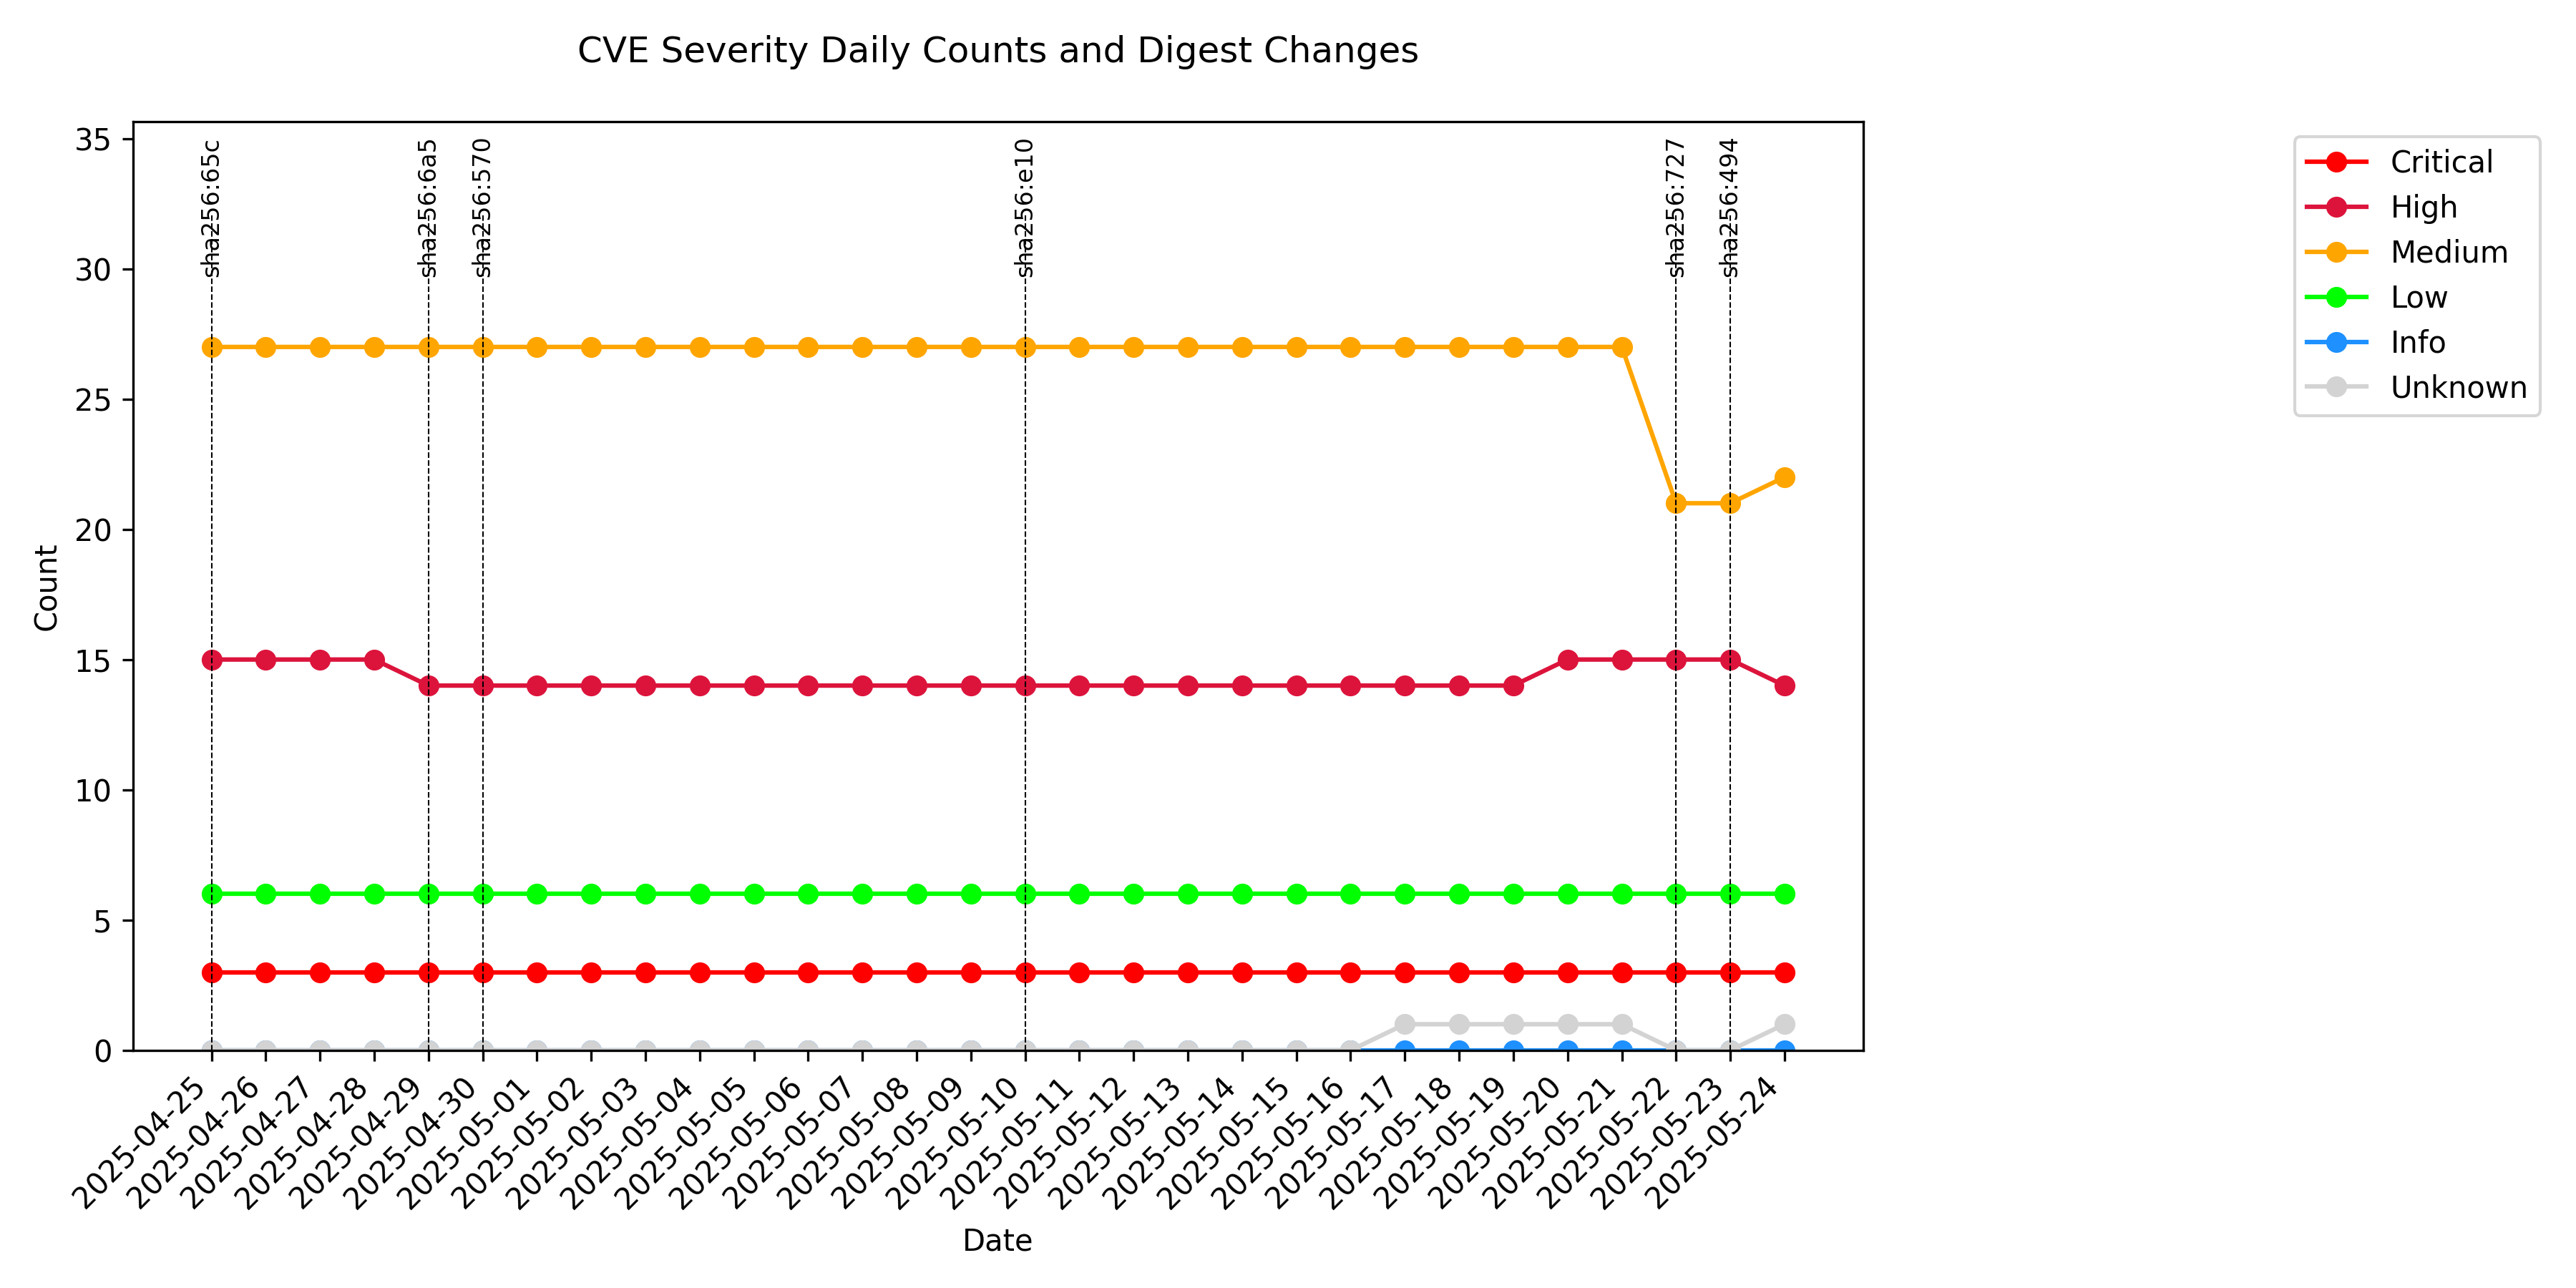 CVE Severity Daily Counts and Digest Changes
35
30
25
20
15
10
5
0
Count
sha256:65c
sha256:6a5
sha256:570
sha256:e10
sha256:727
sha256:494
Critical
High
Medium
Low
Info
Unknown
2025-04-25
2025-04-26
2025-04-27
2025-04-28
2025-04-29
2025-04-30
2025-05-01
2025-05-02
2025-05-03
2025-05-04
2025-05-05
2025-05-06
2025-05-07
2025-05-08
2025-05-09
2025-05-10
2025-05-11
2025-05-12
2025-05-13
2025-05-14
2025-05-15
2025-05-16
2025-05-17
2025-05-18
2025-05-19
2025-05-20
2025-05-21
2025-05-22
2025-05-23
2025-05-24
Date